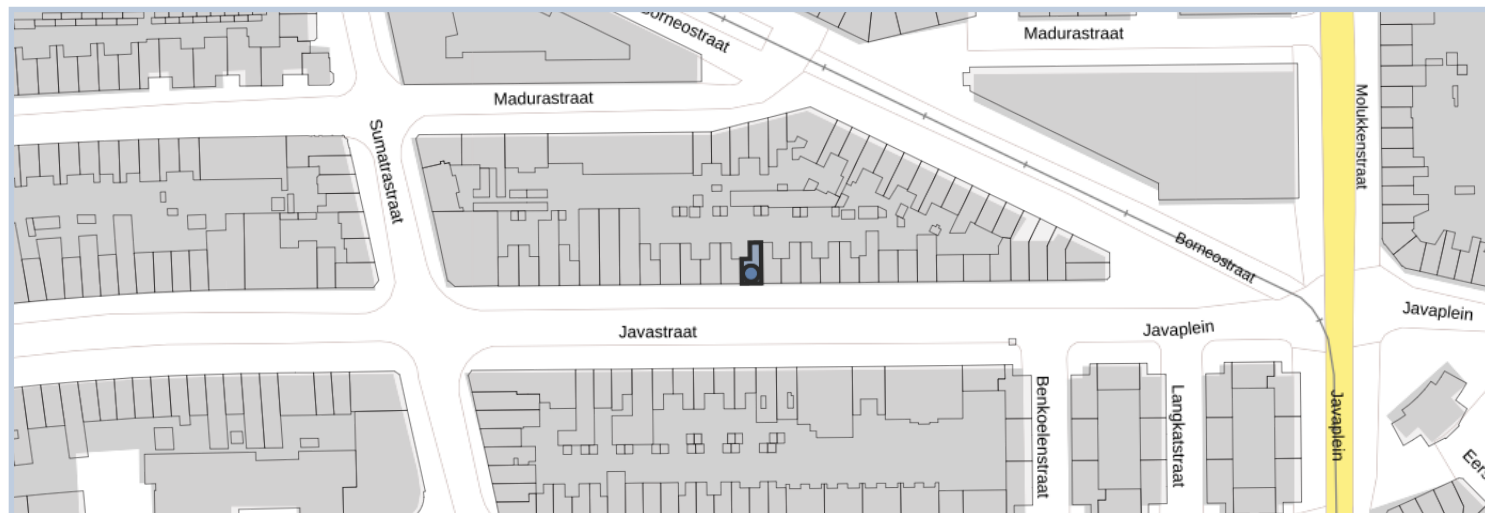 Borneostraat
Madurastraat
Madurastraat
Molukkenstraat
Sumatrastraat
Borneostraat
Javaplein
Javastraat
Javaplein
Benkoelenstraat
Langkatstraat
Javaplein